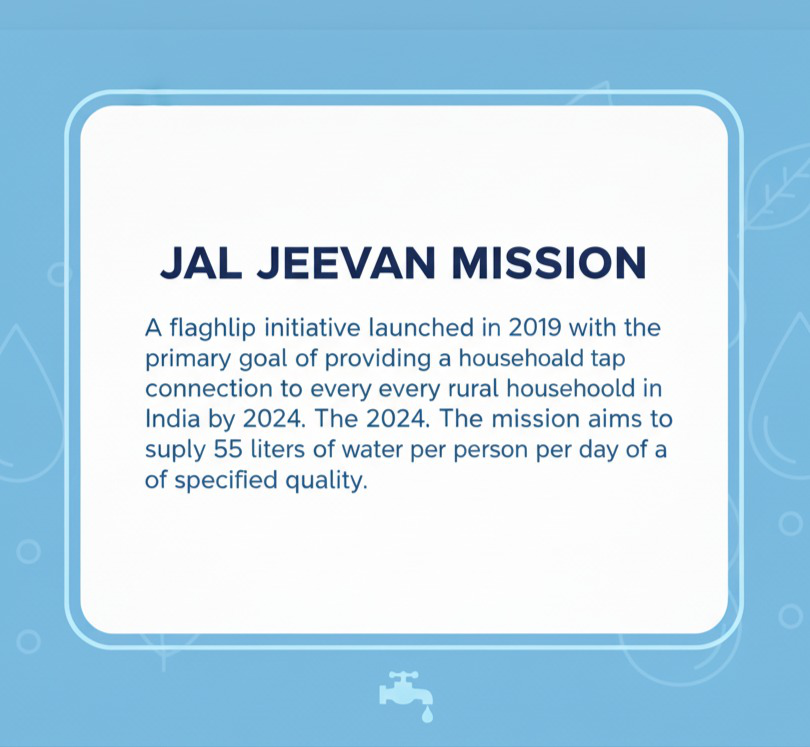 JAL JEEVAN MISSION
A flaghlip initiative launched in 2019 with the
primary goal of providing a househoald tap
connection to every every rural househoold in
India by 2024. The 2024. The mission aims to
suply 55 liters of water per person per day of a
of specified quality.